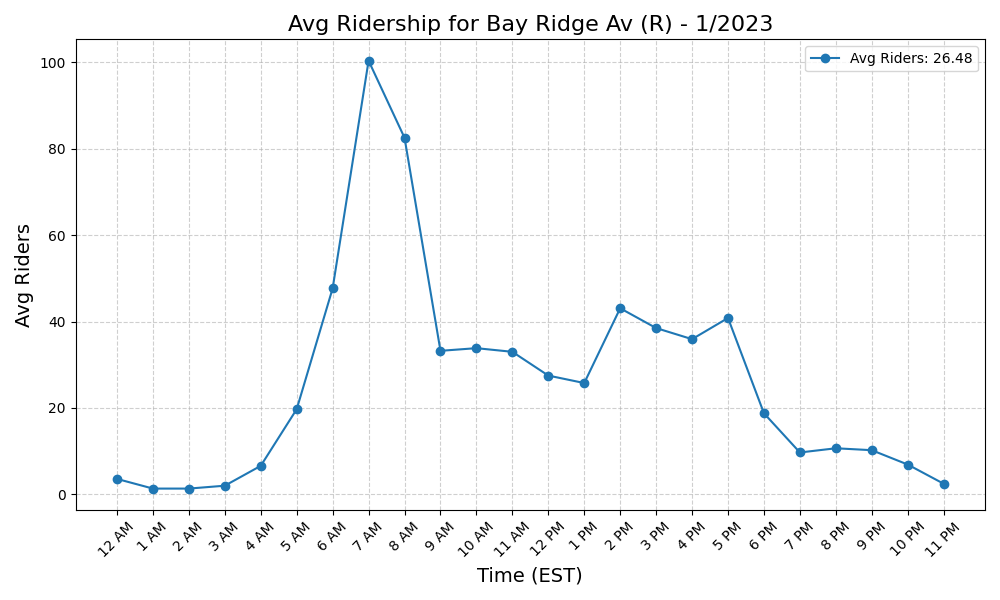 Avg Ridership for Bay Ridge Av (R) - 1/2023
Avg Riders: 26.48
Avg Riders
100
80
60
40
20
0
12 AM
1 AM
2 AM
3 AM
4 AM
5 AM
6 AM
7 AM
8 AM
9 AM
10 AM
11 AM
12 PM
1 PM
2 PM
3 PM
4 PM
5 PM
6 PM
7 PM
8 PM
9 PM
10 PM
11 PM
Time (EST)